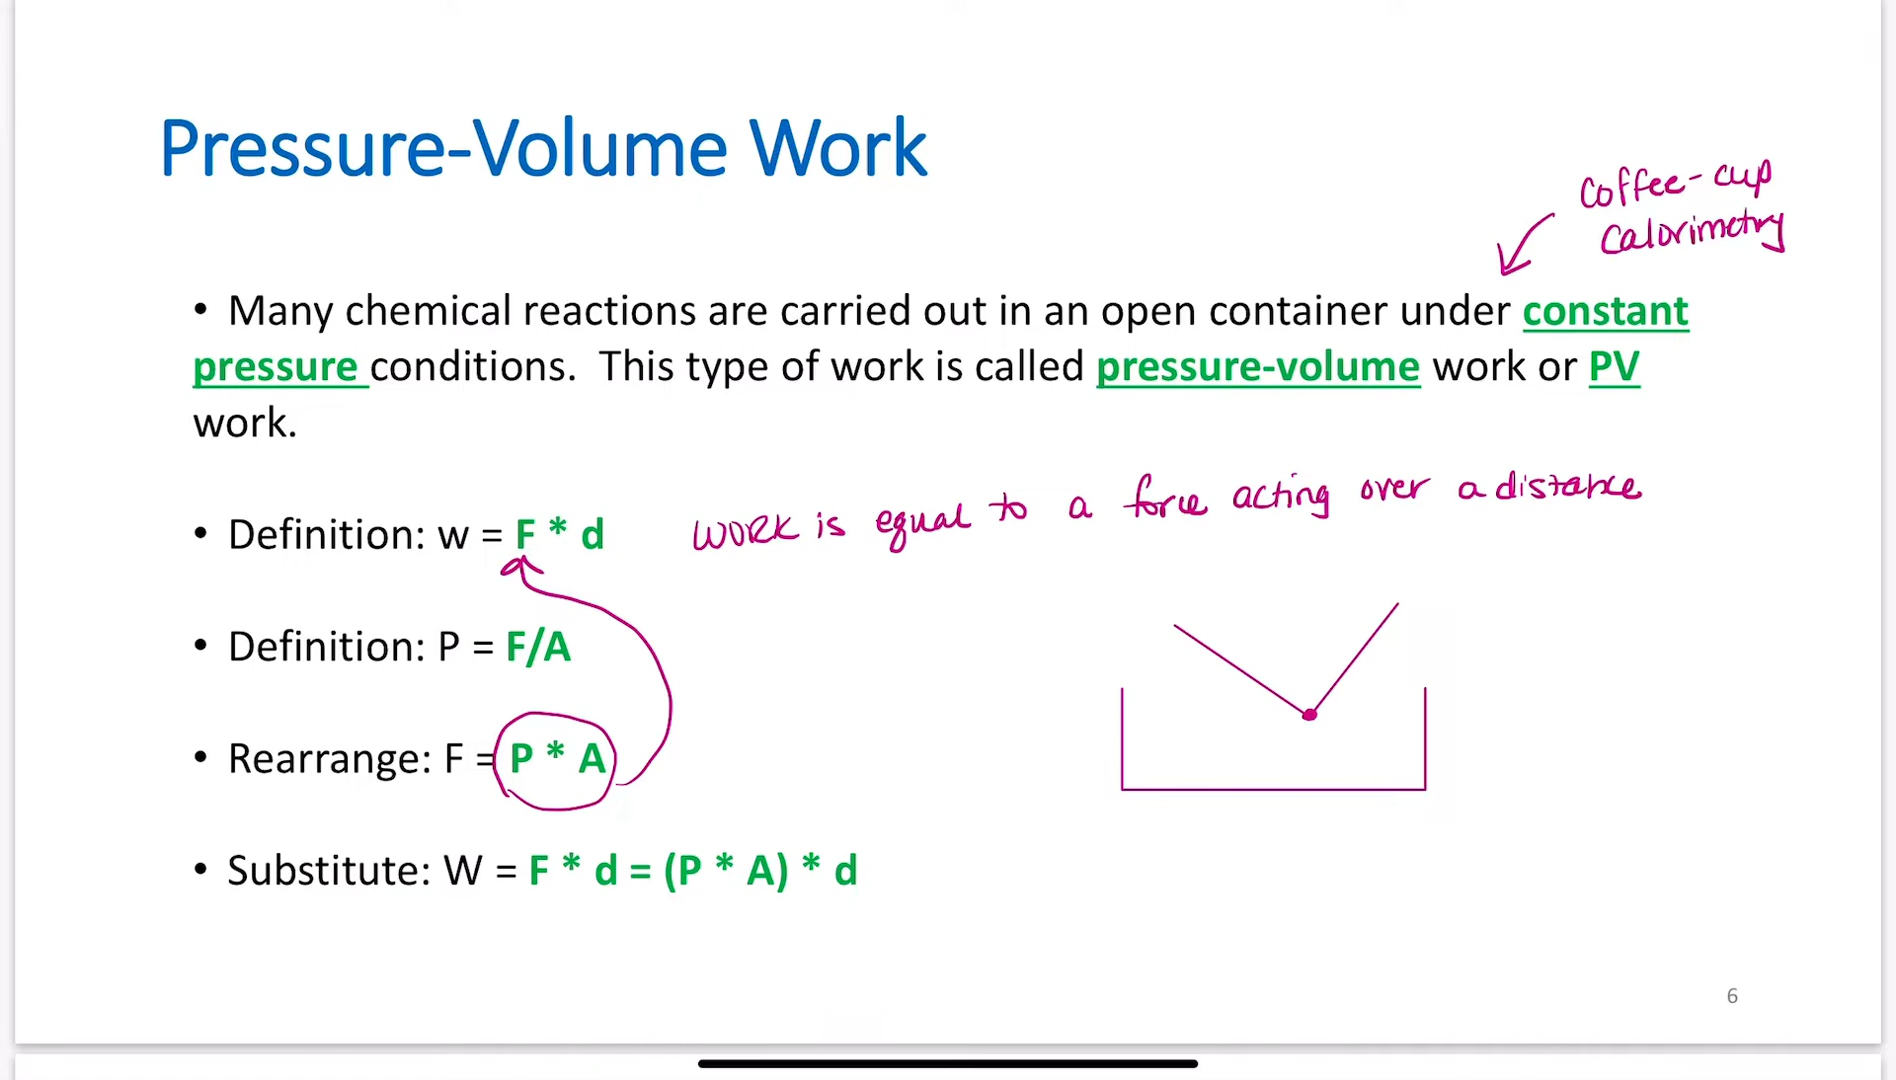 Pressure-Volume Work
coffee-cup
calorimetry
• Many chemical reactions are carried out in an open container under constant
pressure conditions. This type of work is called pressure-volume work or PV
work.
work is equal to a force acting over a distance
• Definition: w = F * d
• Definition: P = F/A
• Rearrange: F = P * A
• Substitute: W = F * d = (P * A) * d
6